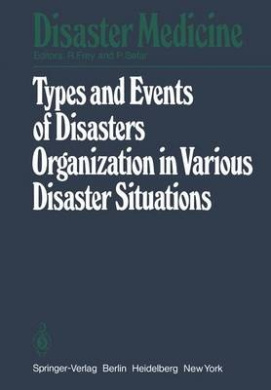 Disaster Medicine
Editors: R. Frey and P. Safar
Types and Events
of Disasters
Organization in Various
Disaster Situations
Springer-Verlag Berlin Heidelberg New York